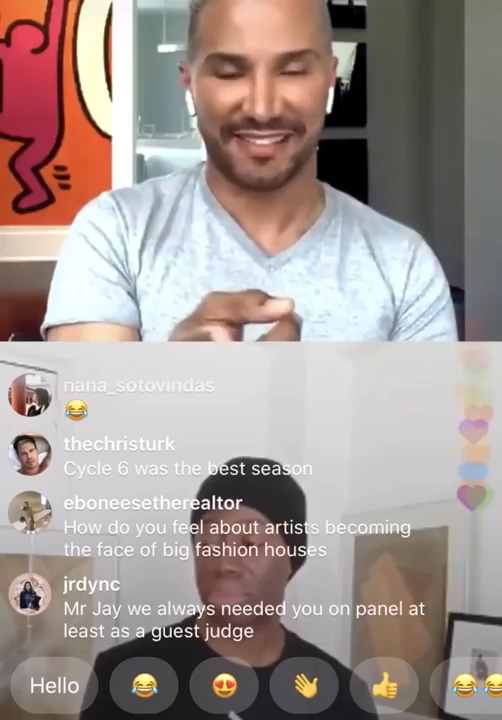 nana_sotovindas
😂
thechristurk
Cycle 6 was the best season
eboneesetherealtor
How do you feel about artists becoming
the face of big fashion houses
jrdync
Mr Jay we always needed you on panel at
least as a guest judge
Hello 😂 😍 👋 👍 😂😂